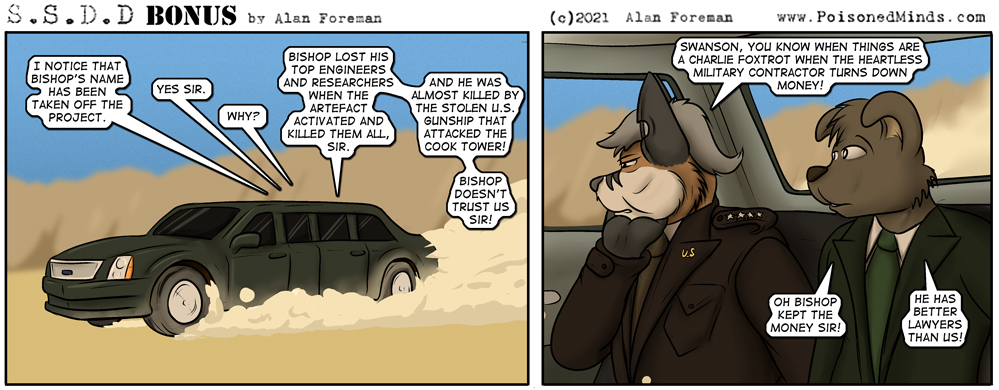 S.S.D.D BONUS by Alan Foreman
(c)2021 Alan Foreman www.PoisonedMinds.com
I NOTICE THAT
BISHOP'S NAME
HAS BEEN
TAKEN OFF THE
PROJECT.
YES SIR.
WHY?
BISHOP LOST HIS
TOP ENGINEERS
AND RESEARCHERS
WHEN THE
ARTEFACT
ACTIVATED AND
KILLED THEM ALL,
SIR.
AND HE WAS
ALMOST KILLED BY
THE STOLEN U.S.
GUNSHIP THAT
ATTACKED THE
COOK TOWER!
BISHOP
DOESN'T
TRUST US
SIR!
SWANSON, YOU KNOW WHEN THINGS ARE
A CHARLIE FOXTROT WHEN THE HEARTLESS
MILITARY CONTRACTOR TURNS DOWN
MONEY!
U.S
OH BISHOP
KEPT THE
MONEY SIR!
HE HAS
BETTER
LAWYERS
THAN US!